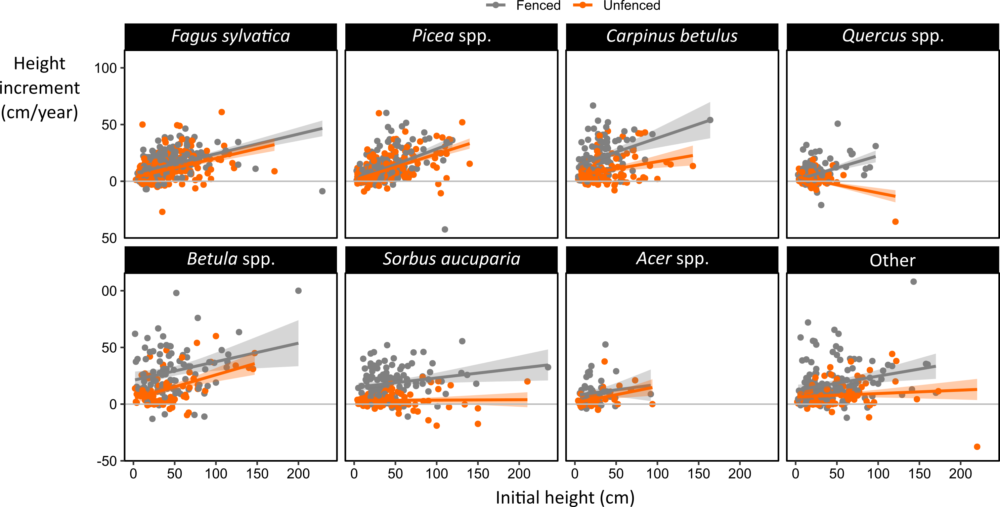 Fenced Unfenced
Fagus sylvatica Picea spp. Carpinus betulus Quercus spp.
Height
increment
(cm/year)
100
50
0
50
Betula spp. Sorbus aucuparia Acer spp. Other
00
50
0
-50
0 50 100 150 200 0 50 100 150 200 0 50 100 150 200 0 50 100 150 200
Initial height (cm)